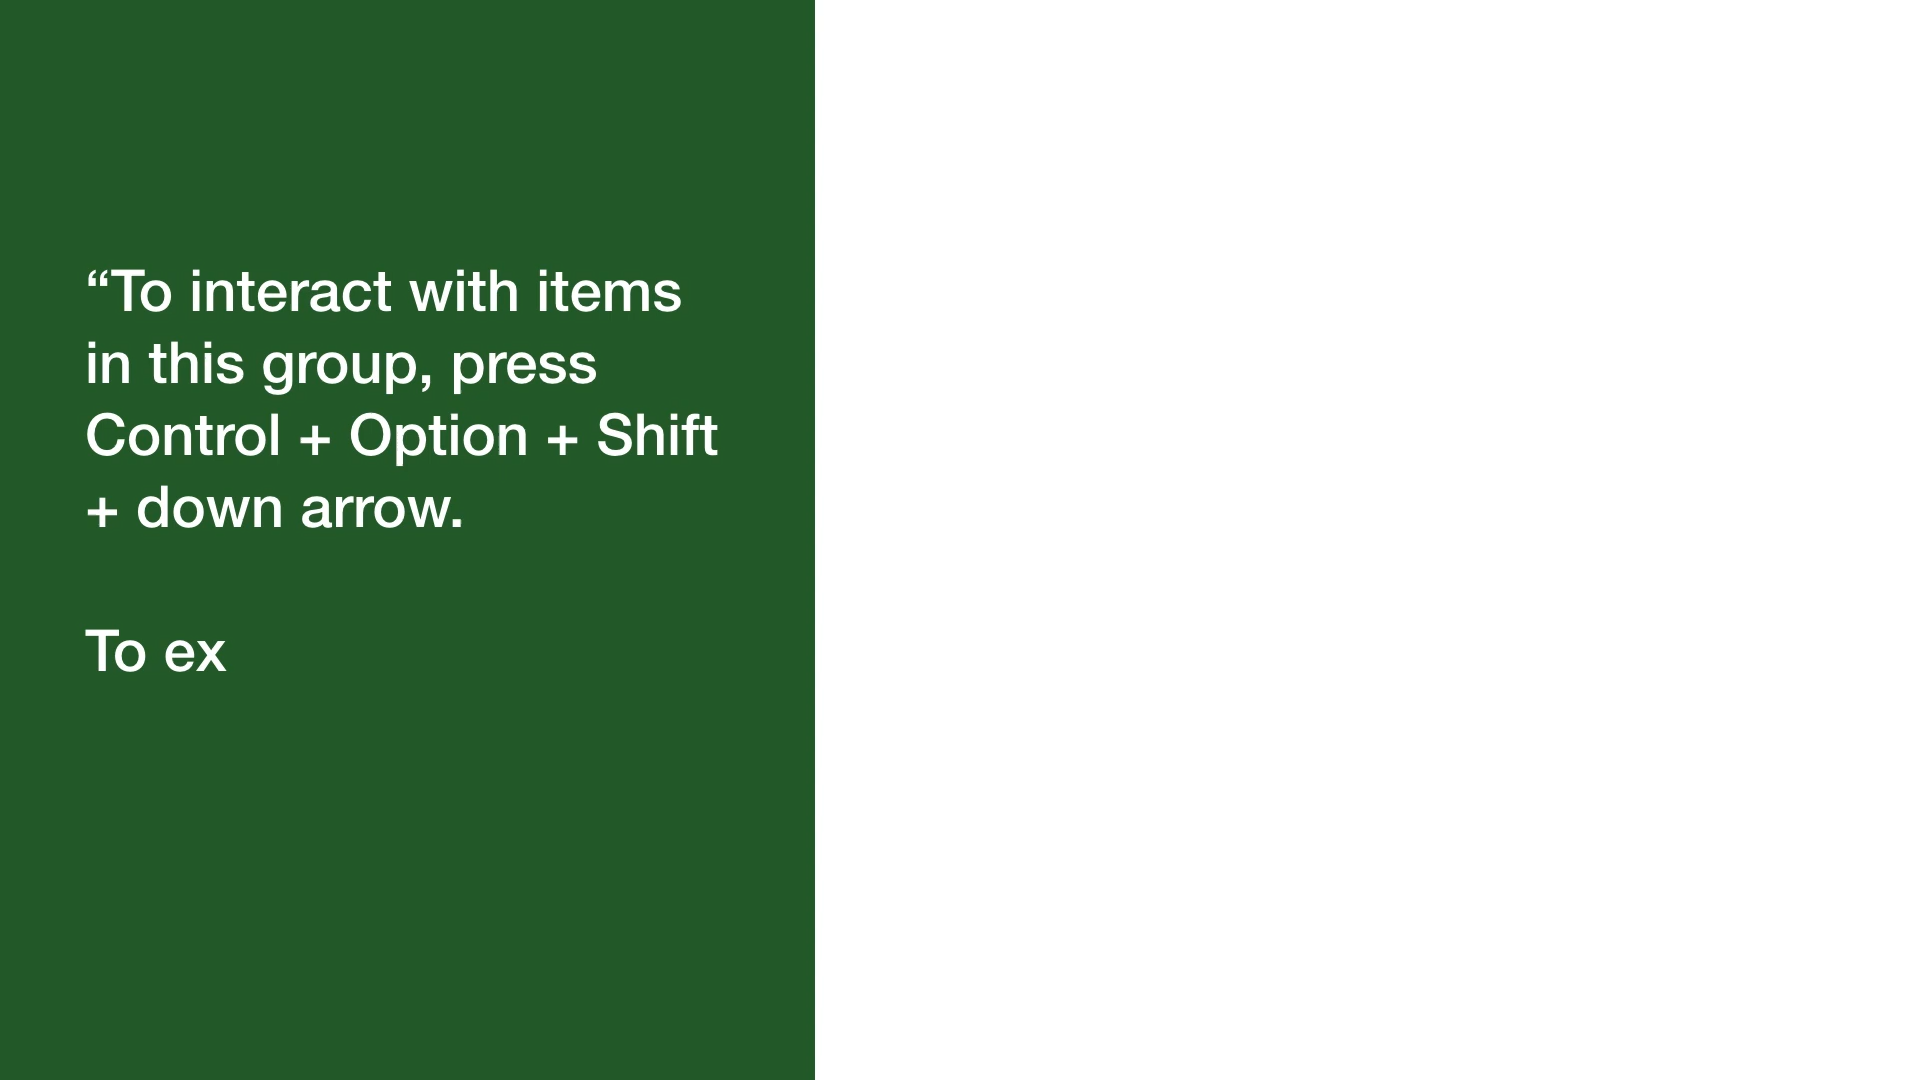 “To interact with items
in this group, press
Control + Option + Shift
+ down arrow.
To ex